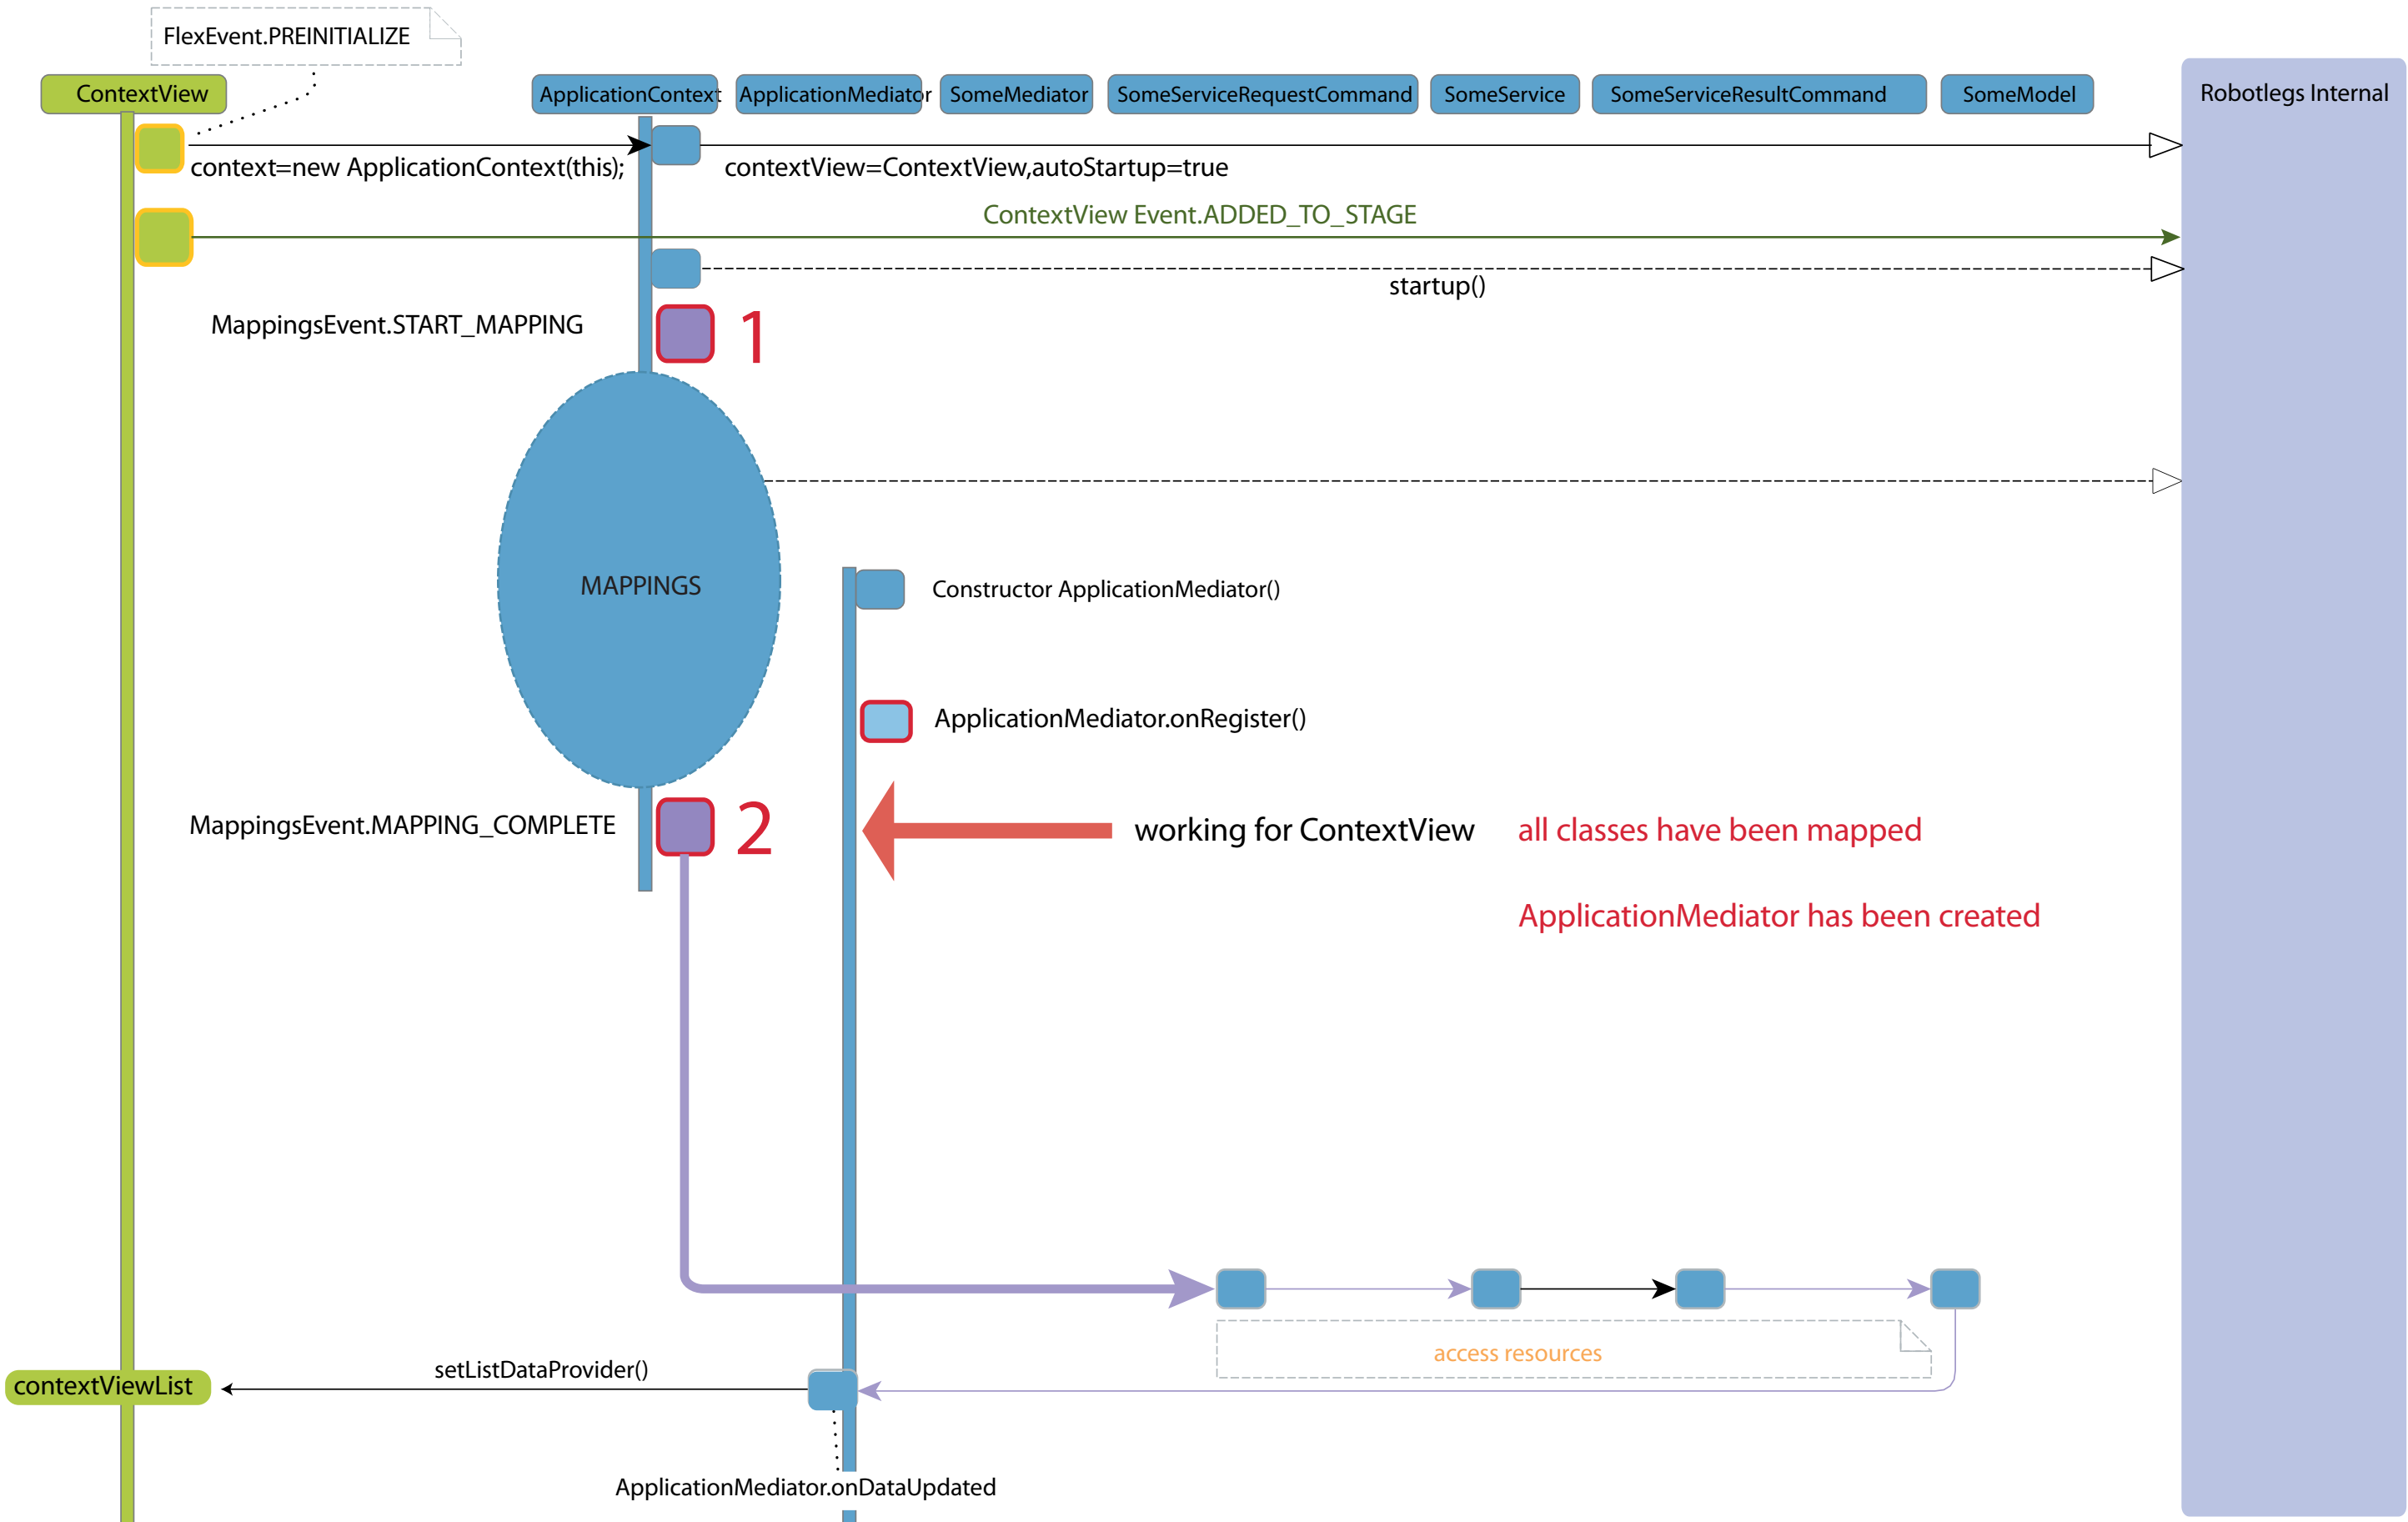 FlexEvent.PREINITIALIZE
ContextView
ApplicationContext
ApplicationMediator
SomeMediator
SomeServiceRequestCommand
SomeService
SomeServiceResultCommand
SomeModel
Robotlegs Internal
context=new ApplicationContext(this);
contextView=ContextView,autoStartup=true
ContextView Event.ADDED_TO_STAGE
startup()
MappingsEvent.START_MAPPING
1
MAPPINGS
Constructor ApplicationMediator()
ApplicationMediator.onRegister()
MappingsEvent.MAPPING_COMPLETE
2
working for ContextView
all classes have been mapped
ApplicationMediator has been created
access resources
setListDataProvider()
contextViewList
ApplicationMediator.onDataUpdated